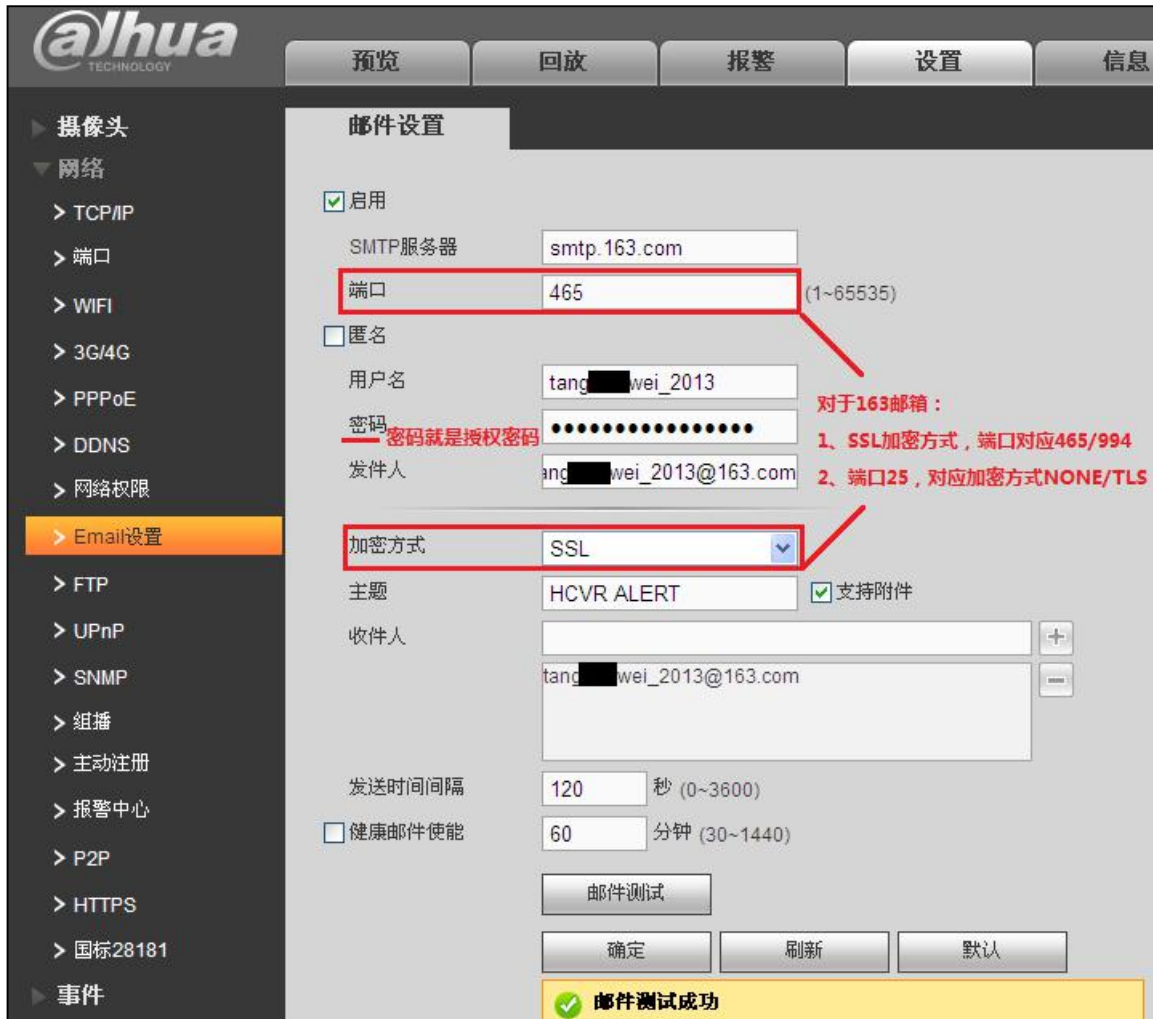 alhua
TECHNOLOGY
预览 回放 报警 设置 信息
摄像头
网络
> TCP/IP
> 端口
> WIFI
> 3G/4G
> PPPoE
> DDNS
> 网络权限
> Email设置
> FTP
> UPnP
> SNMP
> 组播
> 主动注册
> 报警中心
> P2P
> HTTPS
> 国标28181
事件
邮件设置
启用
SMTP服务器 smtp.163.com
端口 465 (1~65535)
匿名
用户名 tang wei_2013
密码 ●●●●●●●●●●●●●●●●
密码就是授权密码
发件人 ang wei_2013@163.com
对于163邮箱：
1、SSL加密方式，端口对应465/994
2、端口25，对应加密方式NONE/TLS
加密方式 SSL
主题 HCVR ALERT 支持附件
收件人
tang wei_2013@163.com
发送时间间隔 120 秒 (0~3600)
健康邮件使能 60 分钟 (30~1440)
邮件测试
确定 刷新 默认
邮件测试成功